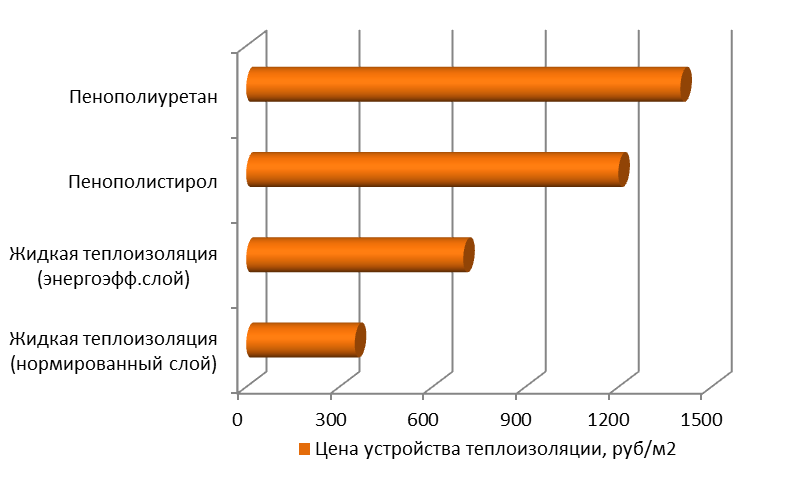 Пенополиуретан
Пенополистирол
Жидкая теплоизоляция
(энергоэфф.слой)
Жидкая теплоизоляция
(нормированный слой)
0 300 600 900 1200 1500
Цена устройства теплоизоляции, руб/м2